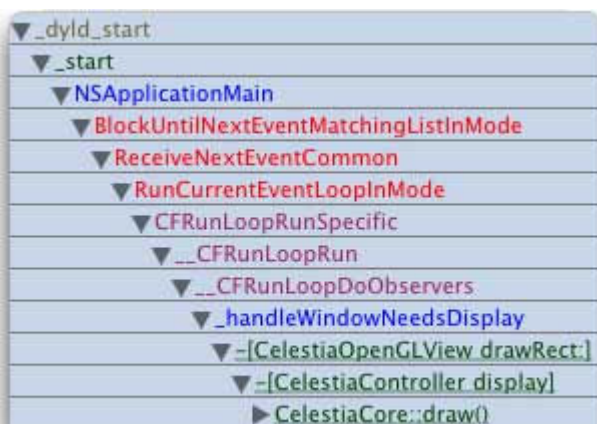 _dyld_start
_start
NSApplicationMain
BlockUntilNextEventMatchingListInMode
ReceiveNextEventCommon
RunCurrentEventLoopInMode
CFRunLoopRunSpecific
__CFRunLoopRun
__CFRunLoopDoObservers
_handleWindowNeedsDisplay
-[CelestiaOpenGLView drawRect:]
-[CelestiaController display]
CelestiaCore::draw()